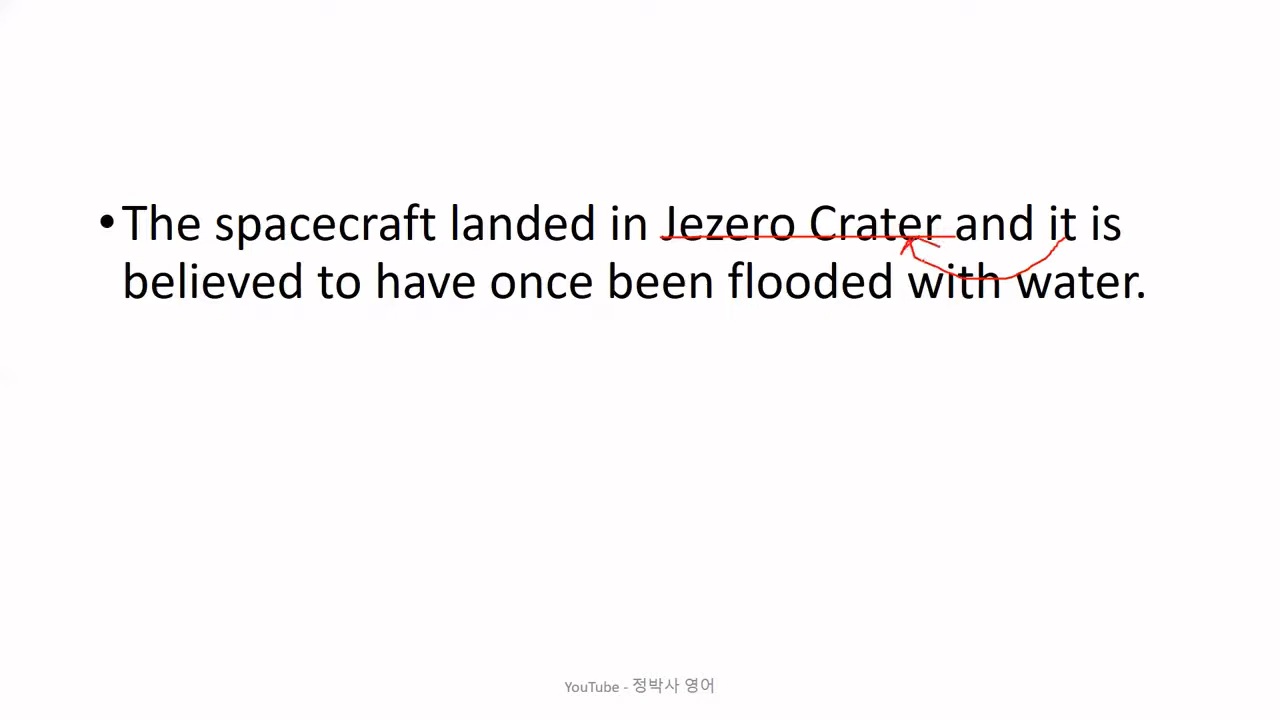 •The spacecraft landed in Jezero Crater and it is
believed to have once been flooded with water.
YouTube - 정박사 영어